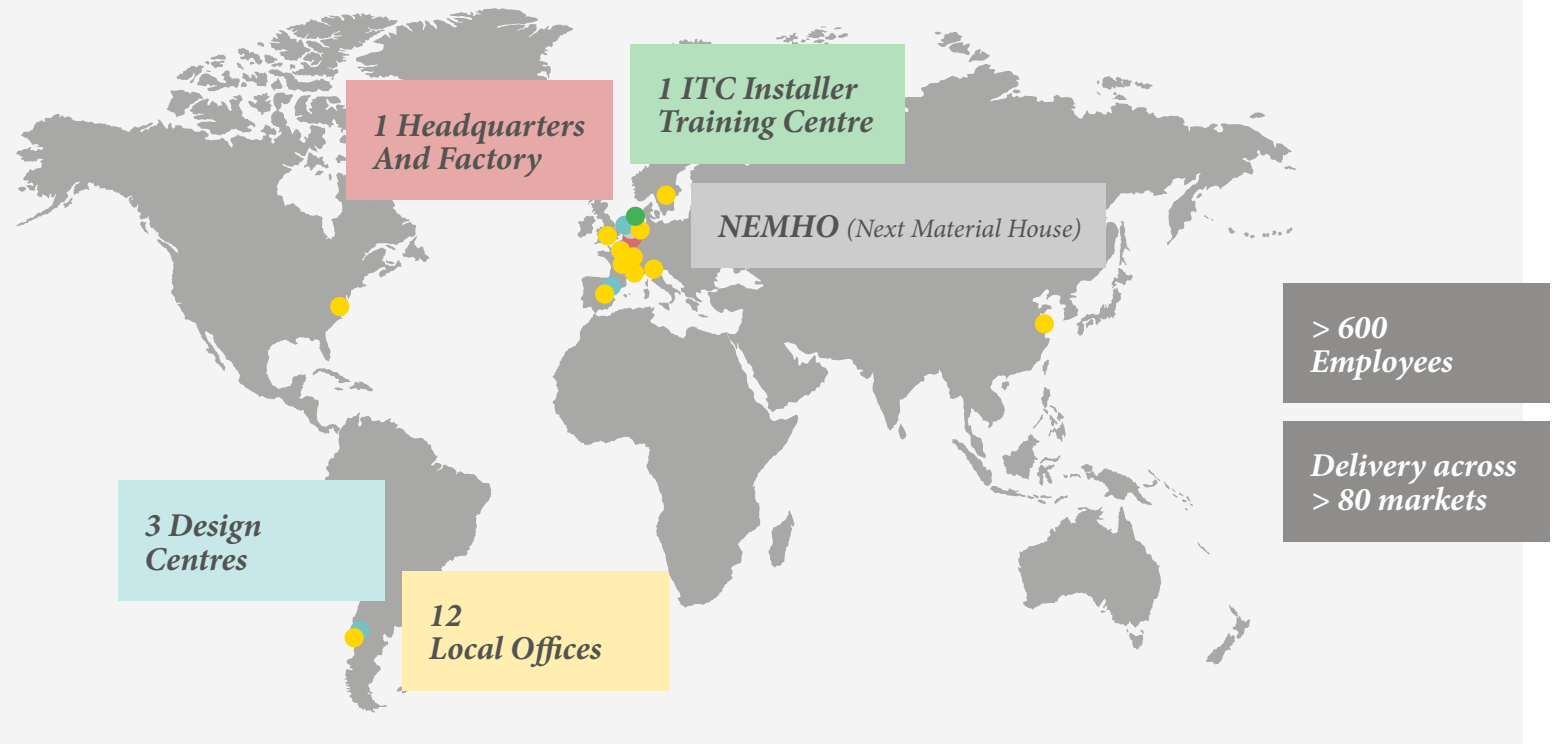 1 ITC Installer
Training Centre
1 Headquarters
And Factory
NEMHO (Next Material House)
> 600
Employees
Delivery across
> 80 markets
3 Design
Centres
12
Local Offices